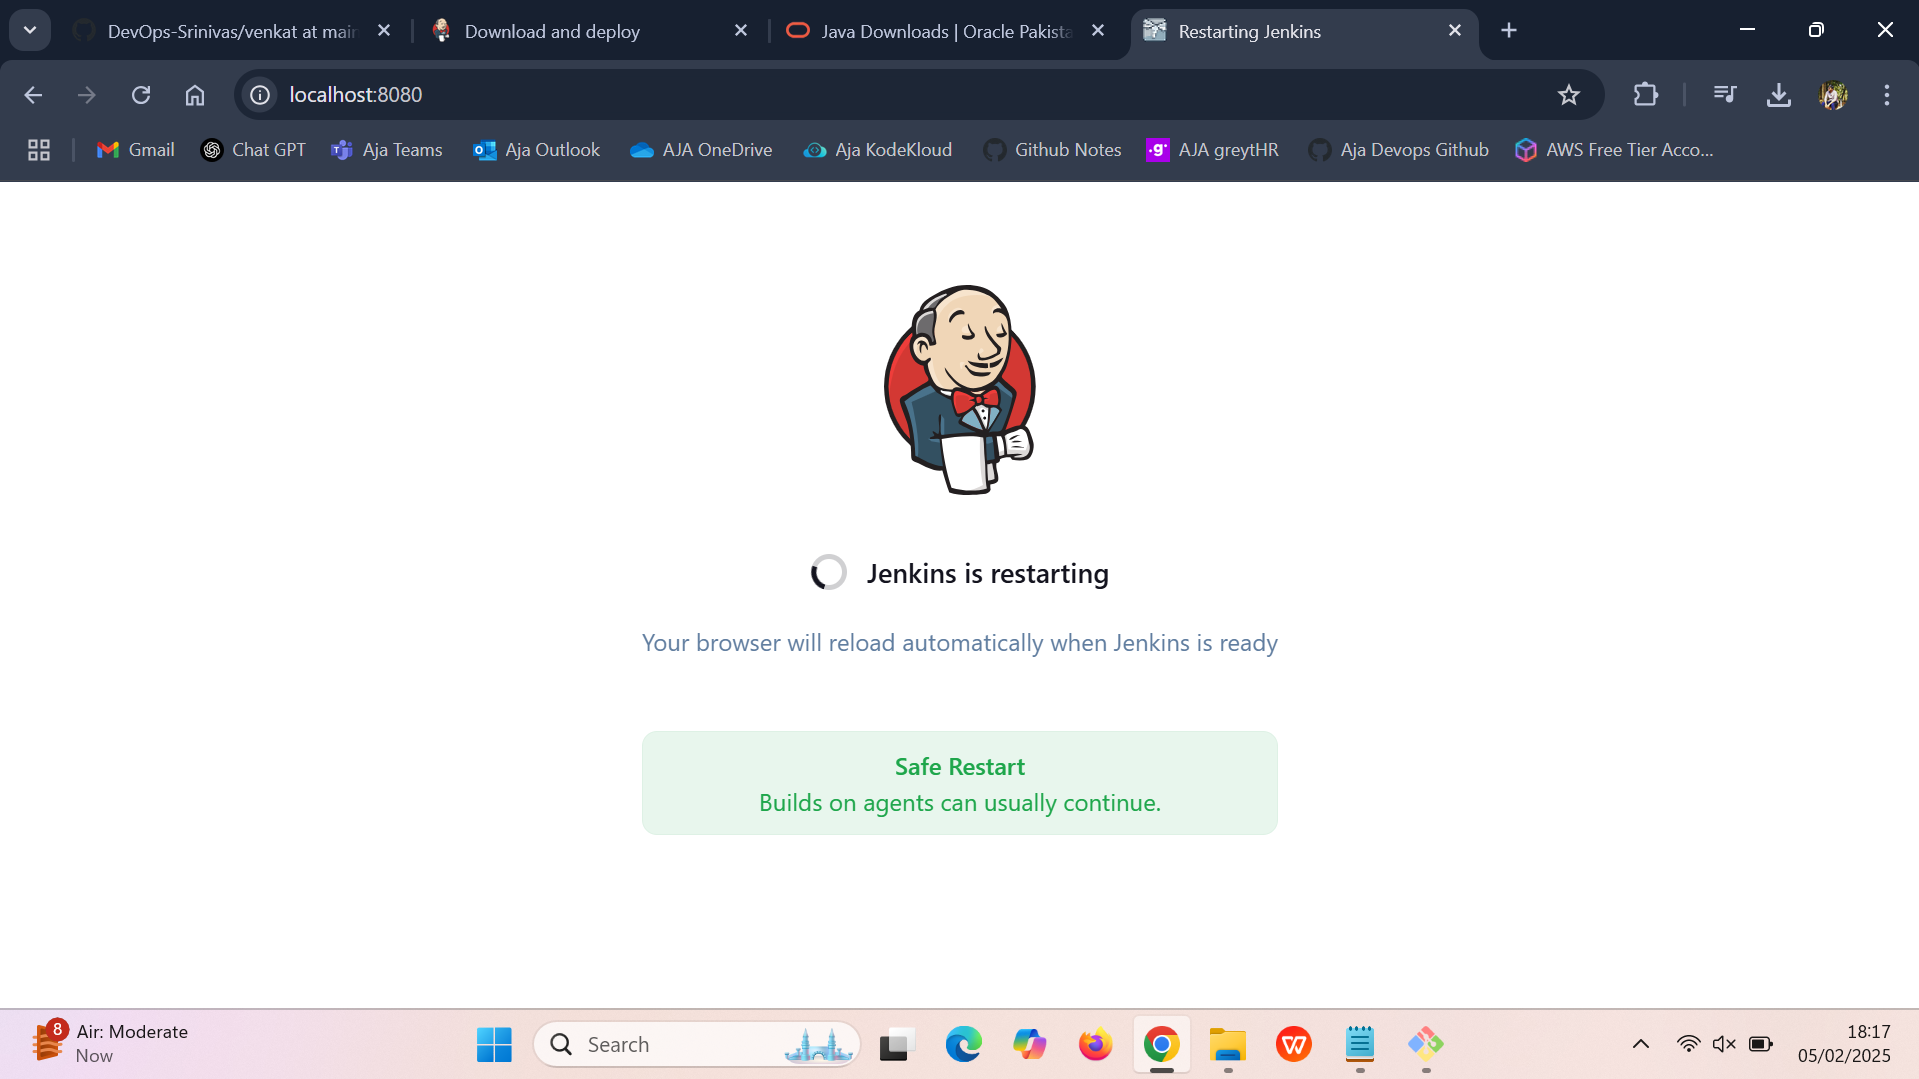 DevOps-Srinivas/venkat at main
Download and deploy
Java Downloads | Oracle Pakista
Restarting Jenkins
localhost:8080
Gmail
Chat GPT
Aja Teams
Aja Outlook
AJA OneDrive
Aja KodeKloud
Github Notes
.g'
AJA greytHR
Aja Devops Github
AWS Free Tier Acco...
Jenkins is restarting
Your browser will reload automatically when Jenkins is ready
Safe Restart
Builds on agents can usually continue.
8
Air: Moderate
Now
Search
18:17
05/02/2025